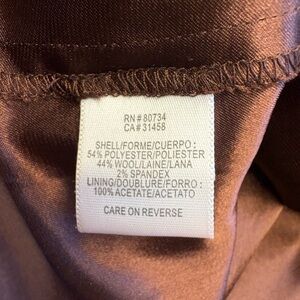 RN# 80734
CA# 31458
SHELL/FORME/CUERPO:
54% POLYESTER/POLIESTER
44% WOOL/LAINE/LANA
2% SPANDEX
LINING/DOUBLURE/FORRO:
100% ACETATE/ACETATO
CARE ON REVERSE